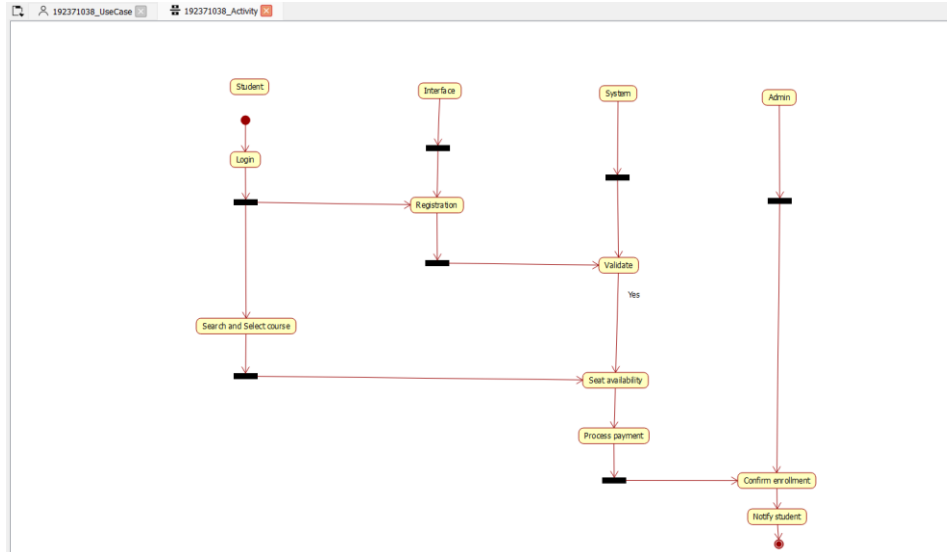 192371038_UseCase
192371038_Activity
Student
Interface
System
Admin
Login
Registration
Validate
Yes
Search and Select course
Seat availability
Process payment
Confirm enrollment
Notify student